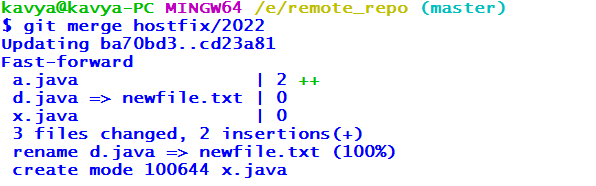 kavya@kavya-PC MINGW64 /e/remote_repo (master)
$ git merge hostfix/2022
Updating ba70bd3..cd23a81
Fast-forward
 a.java                   | 2 ++
 d.java => newfile.txt | 0
 x.java                   | 0
 3 files changed, 2 insertions(+)
 rename d.java => newfile.txt (100%)
 create mode 100644 x.java